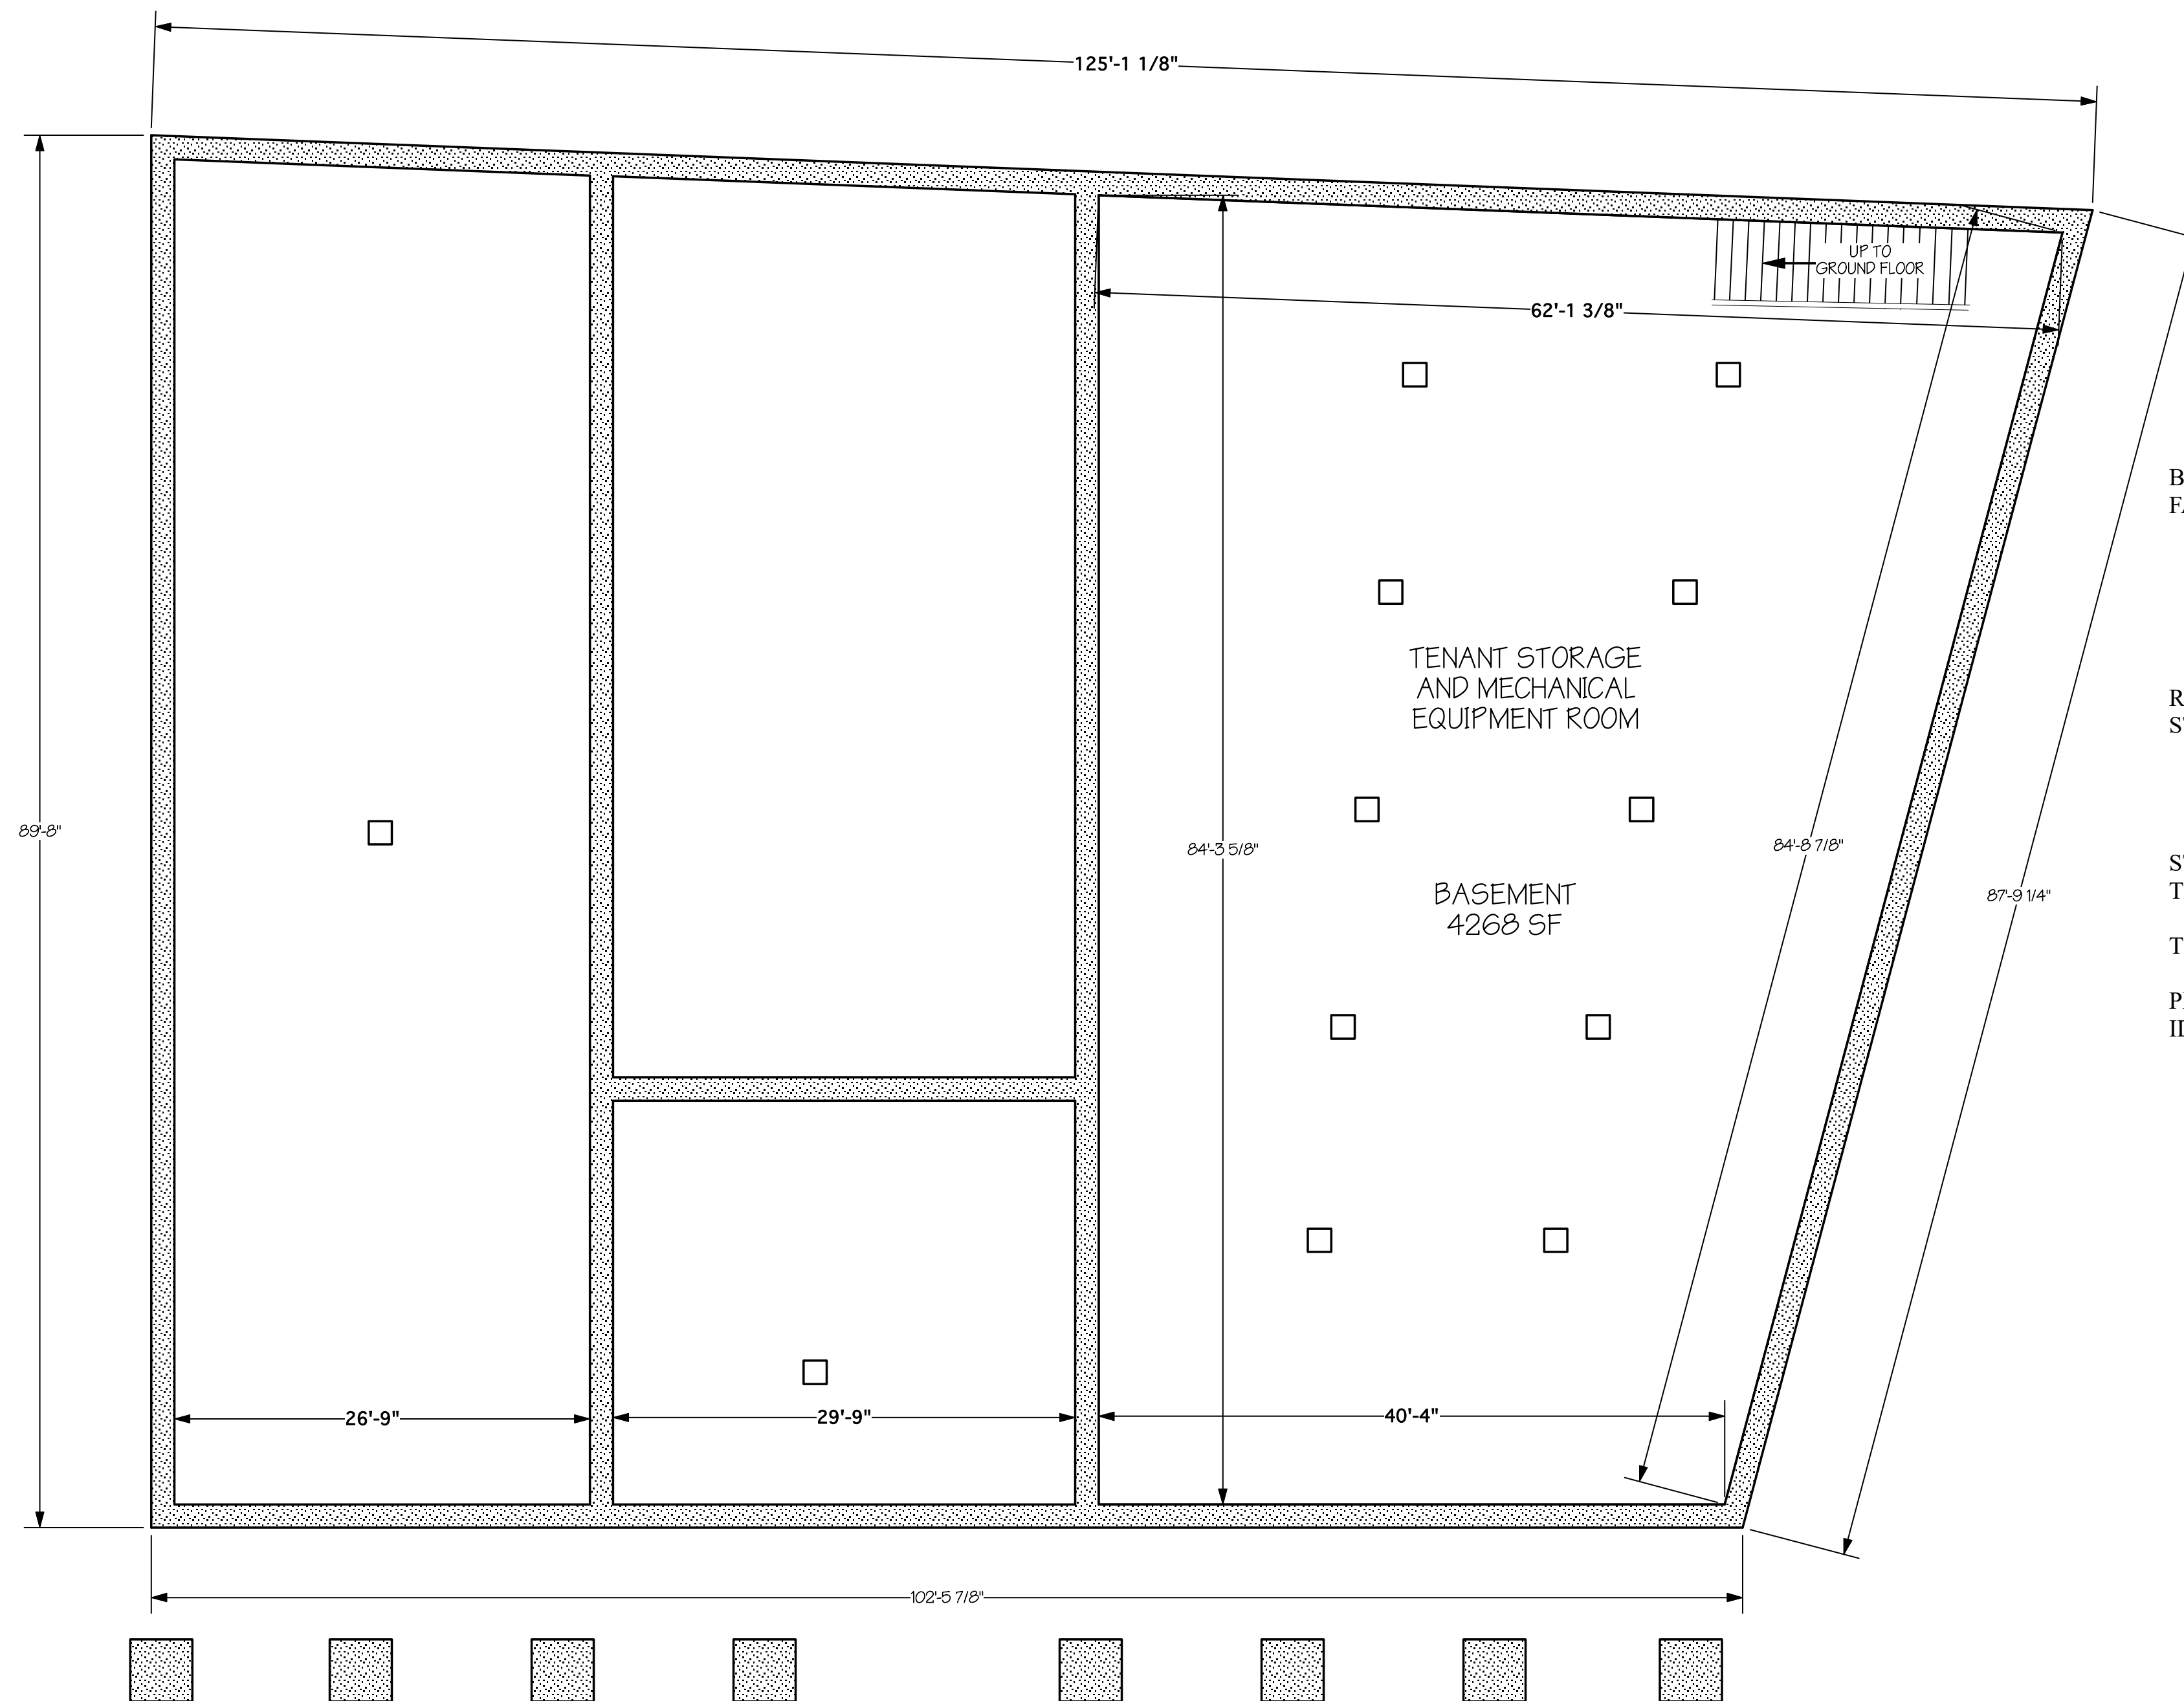 125'-1 1/8"
UP TO
GROUND FLOOR
62'-1 3/8"
TENANT STORAGE
AND MECHANICAL
EQUIPMENT ROOM
89'-8"
84'-3 5/8"
84'-8 7/8"
BASEMENT
4268 SF
87'-9 1/4"
26'-9"
29'-9"
40'-4"
102'-5 7/8"